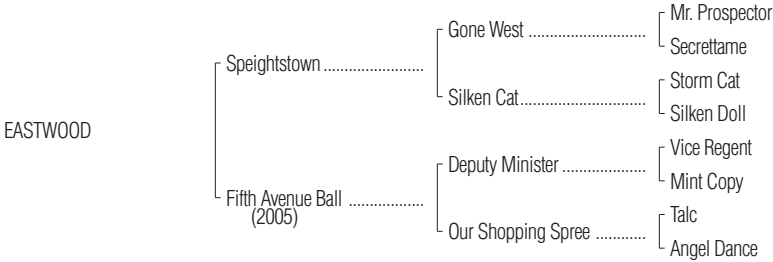 Mr. Prospector
Gone West ..........................
Secrettame
Speightstown .......................
Storm Cat
Silken Cat............................
Silken Doll
EASTWOOD
Vice Regent
Deputy Minister ...................
Mint Copy
Fifth Avenue Ball .................
(2005)
Talc
Our Shopping Spree ...........
Angel Dance